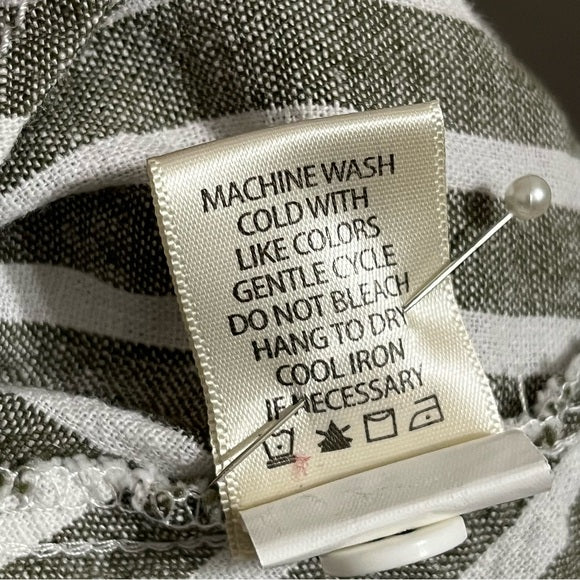 MACHINE WASH
COLD WITH
LIKE COLORS
GENTLE CYCLE
DO NOT BLEACH
HANG TO DRY
COOL IRON
IF NECESSARY